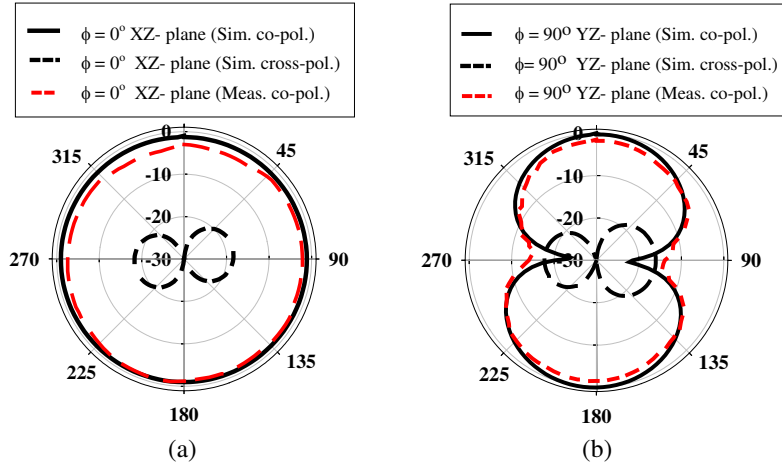 ϕ = 0° XZ- plane (Sim. co-pol.)
ϕ = 0° XZ- plane (Sim. cross-pol.)
ϕ = 0° XZ- plane (Meas. co-pol.)
0
315
45
-10
-20
270
-30
90
225
135
180
(a)
ϕ = 90° YZ- plane (Sim. co-pol.)
ϕ= 90° YZ- plane (Sim. cross-pol.)
ϕ = 90° YZ- plane (Meas. co-pol.)
0
315
45
-10
-20
270
-30
90
225
135
180
(b)